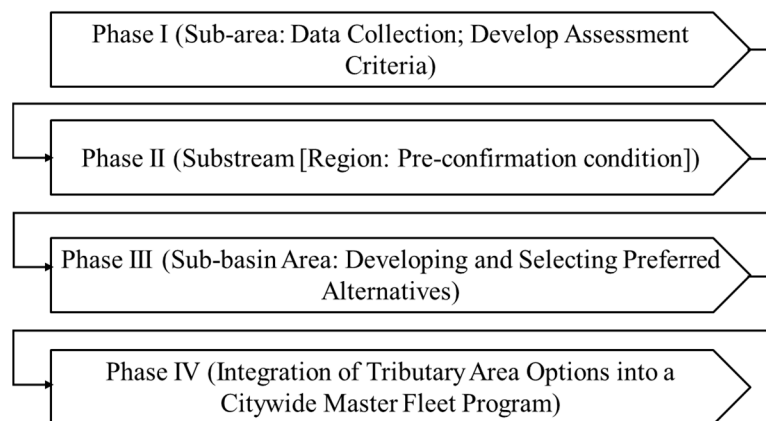 Phase I (Sub-area: Data Collection; Develop Assessment
Criteria)
Phase II (Substream [Region: Pre-confirmation condition])
Phase III (Sub-basin Area: Developing and Selecting Preferred
Alternatives)
Phase IV (Integration of Tributary Area Options into a
Citywide Master Fleet Program)